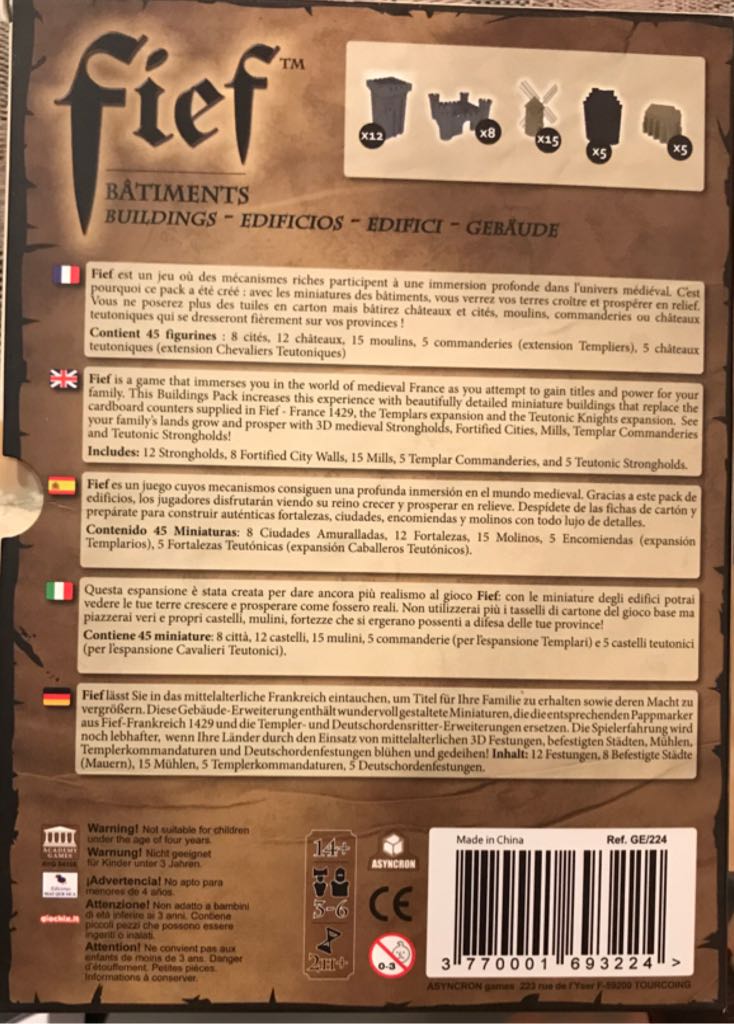 fief™
BÂTIMENTS
BUILDINGS - EDIFICIOS - EDIFICI - GEBÄUDE
x12
x8
x15
x5
x5
Fief est un jeu où des mécanismes riches participent à une immersion profonde dans l'univers médiéval. C'est
pourquoi ce pack a été créé : avec les miniatures des bâtiments, vous verrez vos terres croître et prospérer en relief.
Vous ne poserez plus des tuiles en carton mais bâtirez châteaux et cités, moulins, commanderies ou châteaux
teutoniques qui se dresseront fièrement sur vos provinces !
Contient 45 figurines : 8 cités, 12 châteaux, 15 moulins, 5 commanderies (extension Templiers), 5 châteaux
teutoniques (extension Chevaliers Teutoniques)
Fief is a game that immerses you in the world of medieval France as you attempt to gain titles and power for your
family. This Buildings Pack increases this experience with beautifully detailed miniature buildings that replace the
cardboard counters supplied in Fief - France 1429, the Templars expansion and the Teutonic Knights expansion. See
your family's lands grow and prosper with 3D medieval Strongholds, Fortified Cities, Mills, Templar Commanderies
and Teutonic Strongholds!
Includes: 12 Strongholds, 8 Fortified City Walls, 15 Mills, 5 Templar Commanderies, and 5 Teutonic Strongholds.
Fief es un juego cuyos mecanismos consiguen una profunda inmersión en el mundo medieval. Gracias a este pack de
edificios, los jugadores disfrutarán viendo su reino crecer y prosperar en relieve. Despídete de las fichas de cartón y
prepárate para construir auténticas fortalezas, ciudades, encomiendas y molinos con todo lujo de detalles.
Contenido 45 Miniaturas: 8 Ciudades Amuralladas, 12 Fortalezas, 15 Molinos, 5 Encomiendas (expansión
Templarios), 5 Fortalezas Teutónicas (expansión Caballeros Teutónicos).
Questa espansione è stata creata per dare ancora più realismo al gioco Fief: con le miniature degli edifici potrai
vedere le tue terre crescere e prosperare come fossero reali. Non utilizzerai più i tasselli di cartone del gioco base ma
piazzerai veri e propri castelli, mulini, fortezze che si ergerano possenti a difesa delle tue province!
Contiene 45 miniature: 8 città, 12 castelli, 15 mulini, 5 commanderie (per l'espansione Templari) e 5 castelli teutonici
(per l'espansione Cavalieri Teutonici).
Fief lässt Sie in das mittelalterliche Frankreich eintauchen, um Titel für Ihre Familie zu erhalten sowie deren Macht zu
vergrößern. Diese Gebäude-Erweiterung enthält wundervoll gestaltete Miniaturen, die die entsprechenden Pappmarker
aus Fief-Frankreich 1429 und die Templer- und Deutschordensritter-Erweiterungen ersetzen. Die Spielerfahrung wird
noch lebhafter, wenn Ihre Länder durch den Einsatz von mittelalterlichen 3D Festungen, befestigten Städten, Mühlen,
Templerkommandaturen und Deutschordenfestungen blühen und gedeihen! Inhalt: 12 Festungen, 8 Befestigte Städte
(Mauern), 15 Mühlen, 5 Templerkommandaturen, 5 Deutschordenfestungen.
ACADEMY
GAMES
giochix.it
Warning! Not suitable for children
under the age of four years.
Warnung! Nicht geeignet
für Kinder unter 3 Jahren.
¡Advertencia! No apto para
menores de 4 años.
Attenzione! Non adatto a bambini
di età inferire ai 3 anni. Contiene
piccoli pezzi che possono essere
ingeriti o inalati.
Attention! Ne convient pas aux
enfants de moins de 3 ans. Danger
d'étouffement. Petites pièces.
Informations à conserver.
14+
3-6
2H+
ASYNCRON
CE
0-3
Made in China Ref. GE/224
3 770001 693224 >
ASYNCRON games 223 rue de l'Yser F-59200 TOURCOING